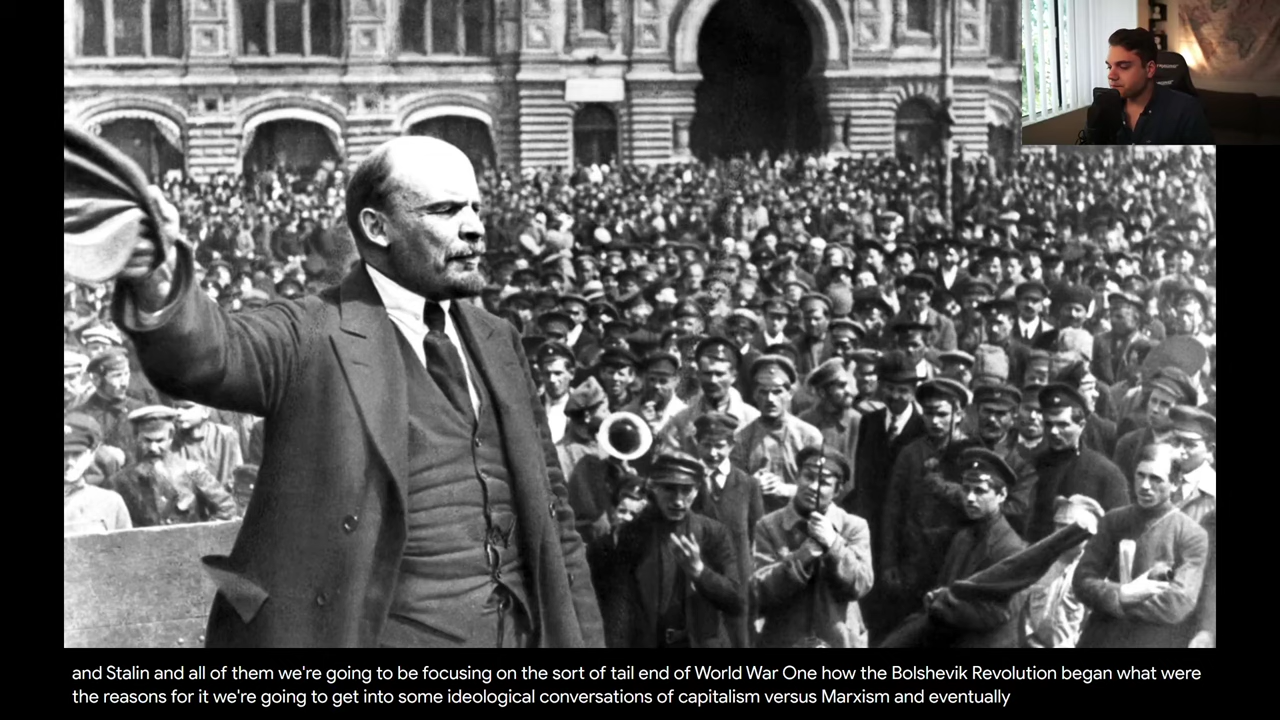 and Stalin and all of them we're going to be focusing on the sort of tail end of World War One how the Bolshevik Revolution began what were
the reasons for it we're going to get into some ideological conversations of capitalism versus Marxism and eventually